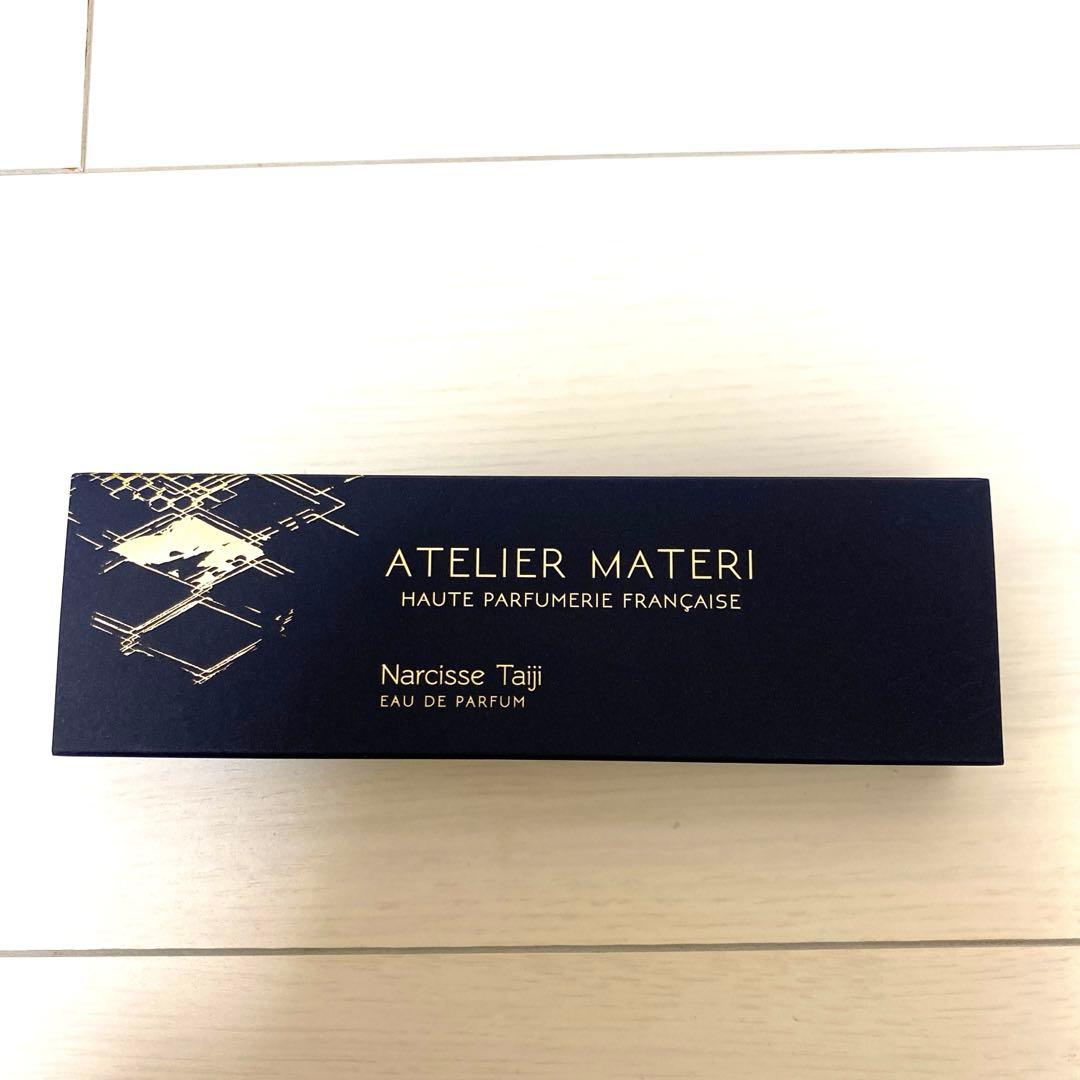 ATELIER MATERI
HAUTE PARFUMERIE FRANÇAISE
Narcisse Taiji
EAU DE PARFUM